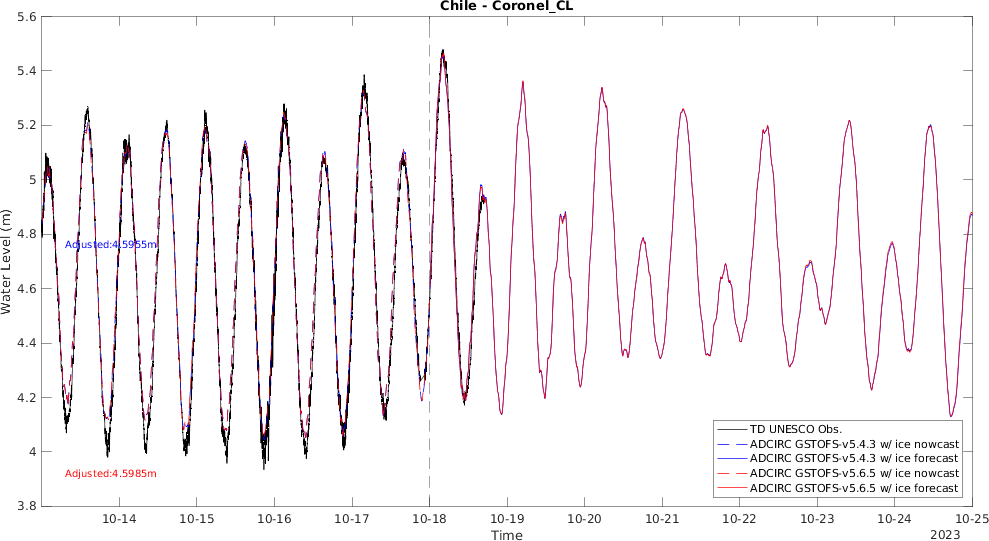 Chile - Coronel_CL
5.6
5.4
5.2
5
4.8
4.6
4.4
4.2
4
3.8
Water Level (m)
Adjusted:4.5955m
Adjusted:4.5985m
TD UNESCO Obs.
ADCIRC GSTOFS-v5.4.3 w/ ice nowcast
ADCIRC GSTOFS-v5.4.3 w/ ice forecast
ADCIRC GSTOFS-v5.6.5 w/ ice nowcast
ADCIRC GSTOFS-v5.6.5 w/ ice forecast
10-14 10-15 10-16 10-17 10-18 10-19 10-20 10-21 10-22 10-23 10-24 10-25
Time
2023